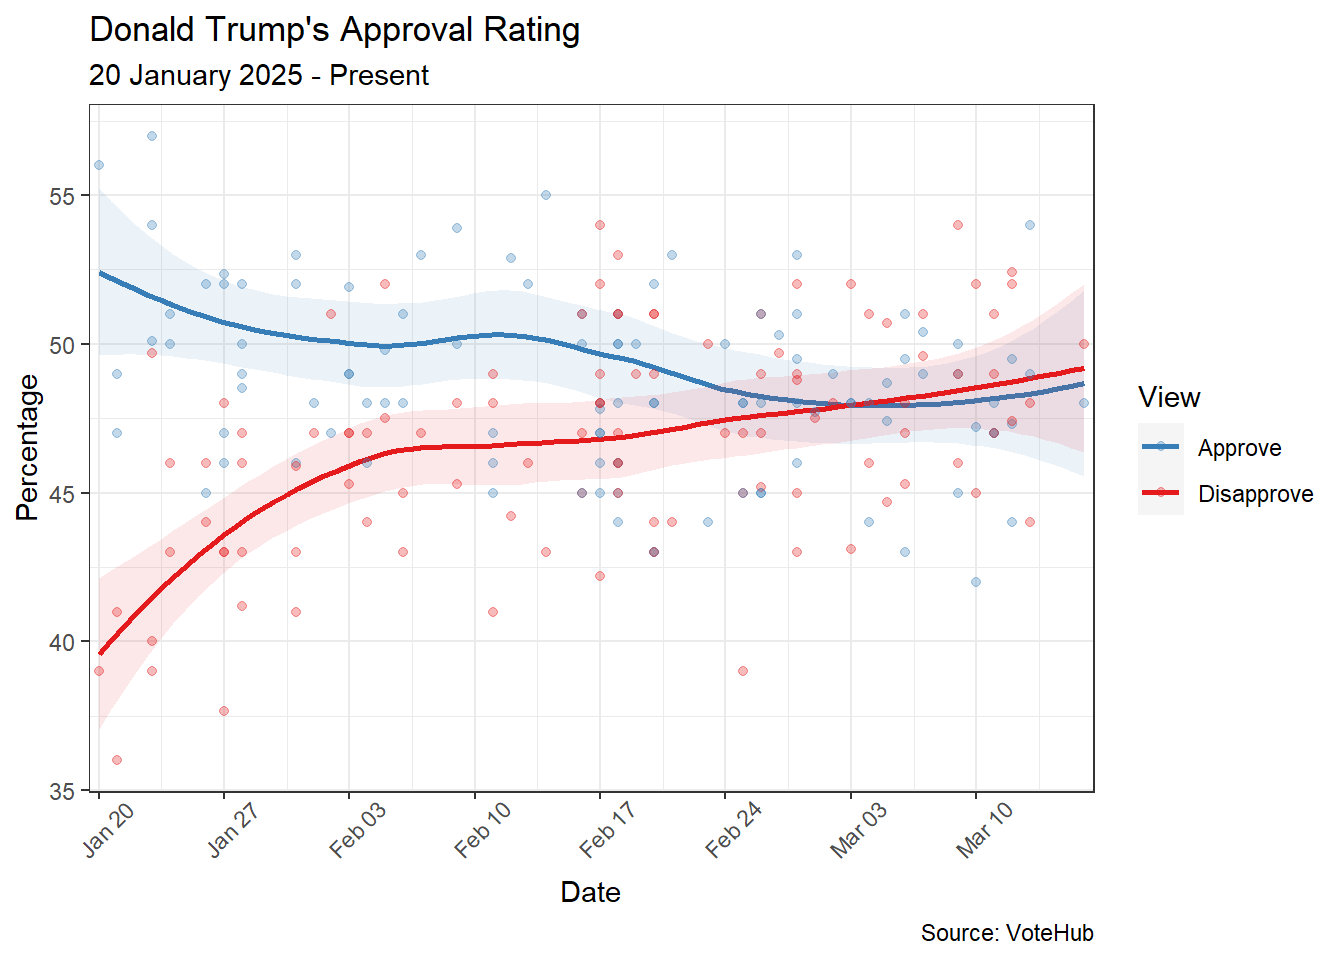 Donald Trump's Approval Rating
20 January 2025 - Present
Percentage
55
50
45
40
35
Jan 20
Jan 27
Feb 03
Feb 10
Feb 17
Feb 24
Mar 03
Mar 10
Date
View
Approve
Disapprove
Source: VoteHub